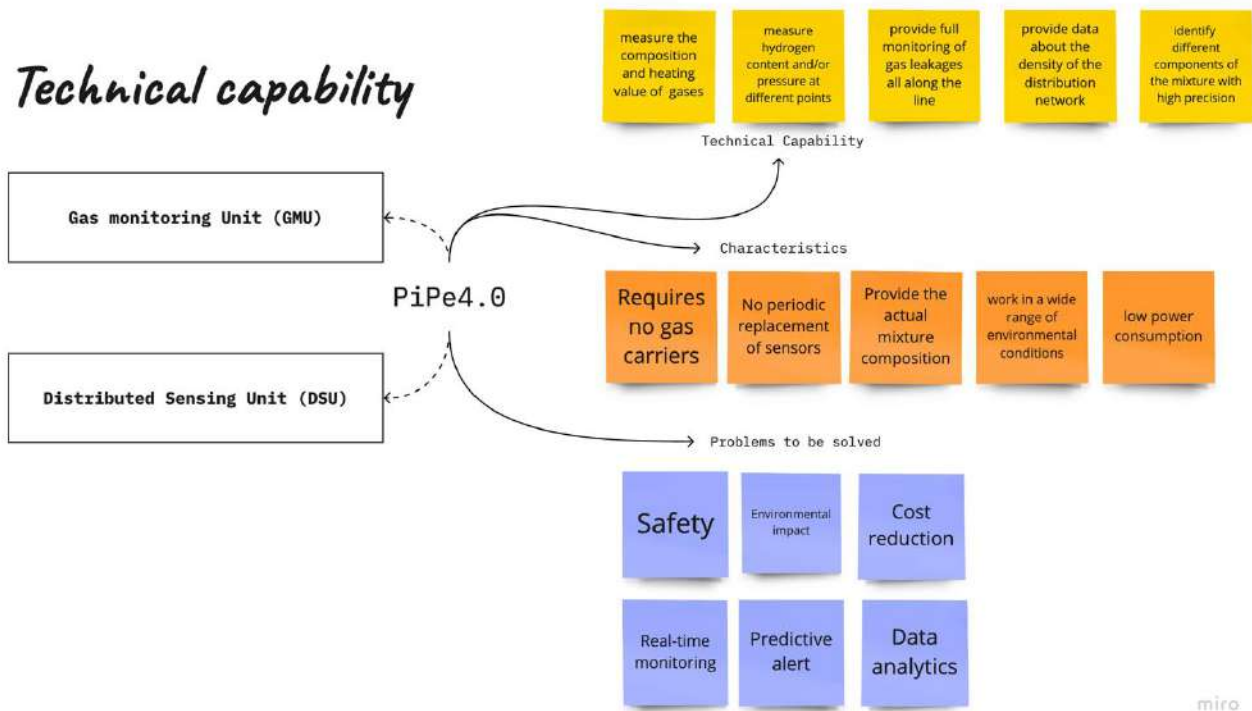 Technical capability
measure the
composition
and heating
value of gases
measure
hydrogen
content and/or
pressure at
different points
provide full
monitoring of
gas leakages
all along the
line
provide data
about the
density of the
distribution
network
identify
different
components of
the mixture with
high precision
Technical Capability
Gas monitoring Unit (GMU)
Characteristics
PiPe4.0
Requires
no gas
carriers
No periodic
replacement
of sensors
Provide the
actual
mixture
composition
work in a wide
range of
environmental
conditions
low power
consumption
Distributed Sensing Unit (DSU)
Problems to be solved
Safety
Environmental
impact
Cost
reduction
Real-time
monitoring
Predictive
alert
Data
analytics
miro